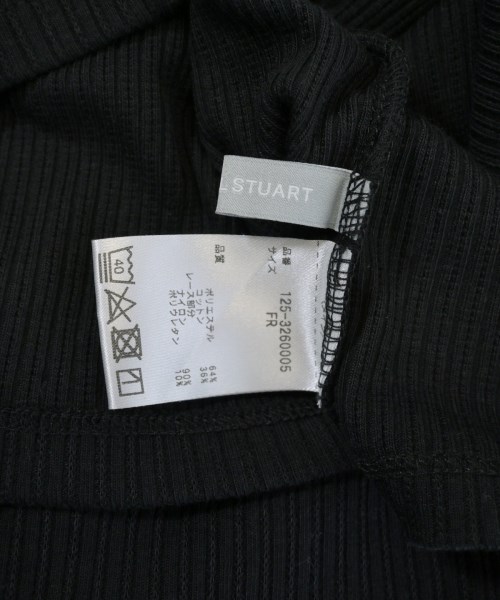 L STUART
品番 125-3260005
サイズ FR
品質
ポリエステル 64%
コットン 36%
レース部分
ナイロン 90%
ポリウレタン 10%
40